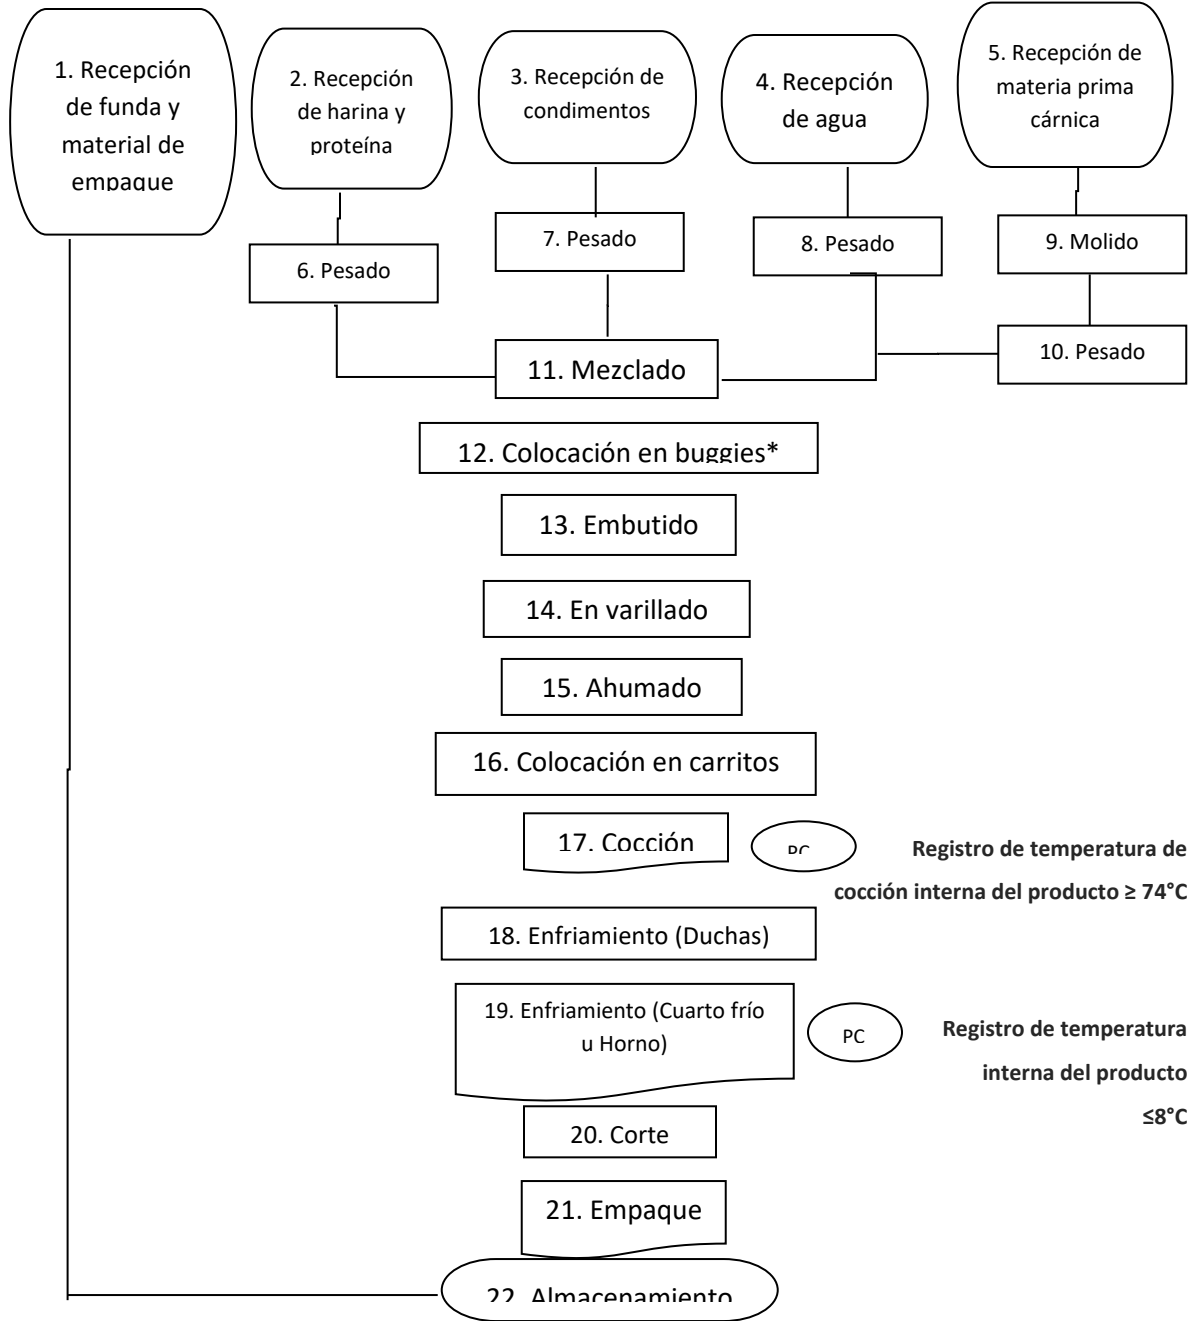 1. Recepción
de funda y
material de
empaque
2. Recepción
de harina y
proteína
3. Recepción de
condimentos
4. Recepción
de agua
5. Recepción de
materia prima
cárnica
6. Pesado
7. Pesado
8. Pesado
9. Molido
10. Pesado
11. Mezclado
12. Colocación en buggies*
13. Embutido
14. En varillado
15. Ahumado
16. Colocación en carritos
17. Cocción
PC
Registro de temperatura de
cocción interna del producto ≥ 74°C
18. Enfriamiento (Duchas)
19. Enfriamiento (Cuarto frío
u Horno)
PC
Registro de temperatura
interna del producto
≤8°C
20. Corte
21. Empaque
22. Almacenamiento